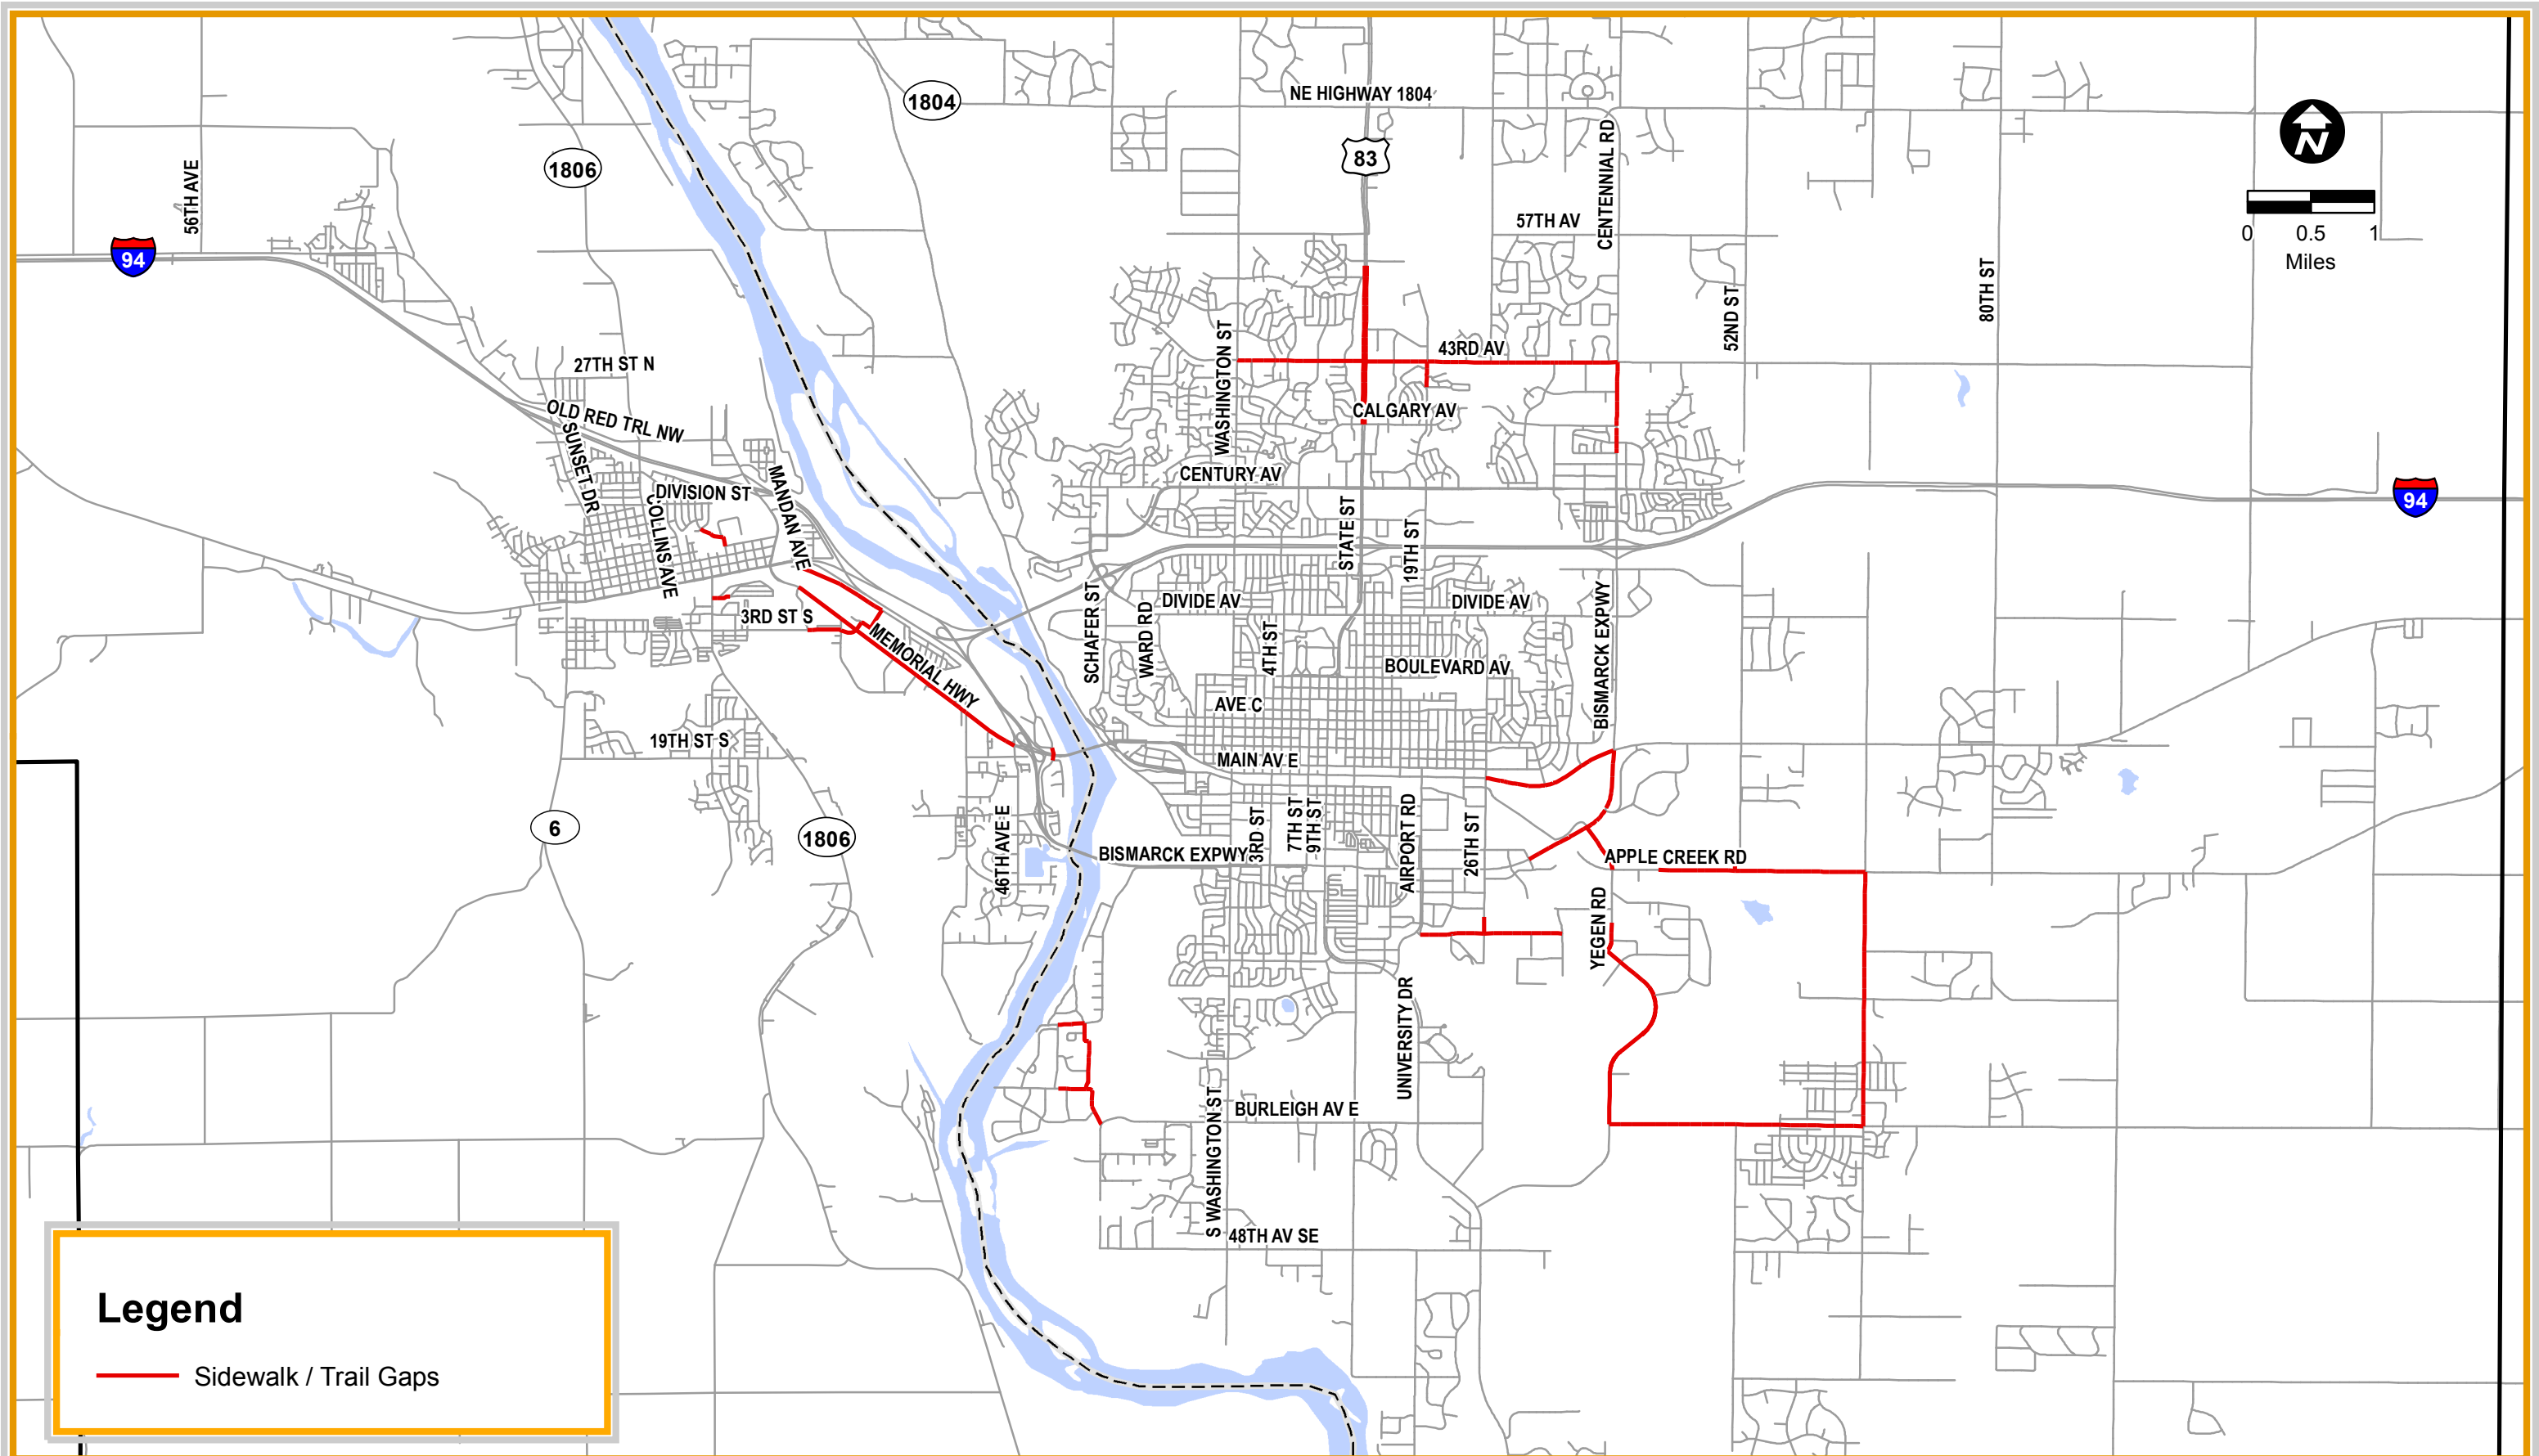 1804
NE HIGHWAY 1804
83
1806
56TH AVE
CENTENNIAL RD
N
57TH AV
0 0.5 1
Miles
94
52ND ST
80TH ST
27TH ST N
WASHINGTON ST
43RD AV
OLD RED TRL NW
CALGARY AV
SUNSET DR
CENTURY AV
DIVISION ST
MANDAN AVE
COLLINS AVE
94
STATE ST
19TH ST
SCHAFER ST
WARD RD
DIVIDE AV
DIVIDE AV
BISMARCK EXPWY
3RD ST S
MEMORIAL HWY
4TH ST
BOULEVARD AV
AVE C
19TH ST S
MAIN AV E
6
1806
46TH AVE E
BISMARCK EXPWY
3RD ST
7TH ST
9TH ST
AIRPORT RD
26TH ST
APPLE CREEK RD
YEGEN RD
UNIVERSITY DR
S WASHINGTON ST
BURLEIGH AV E
48TH AV SE
Legend
Sidewalk / Trail Gaps